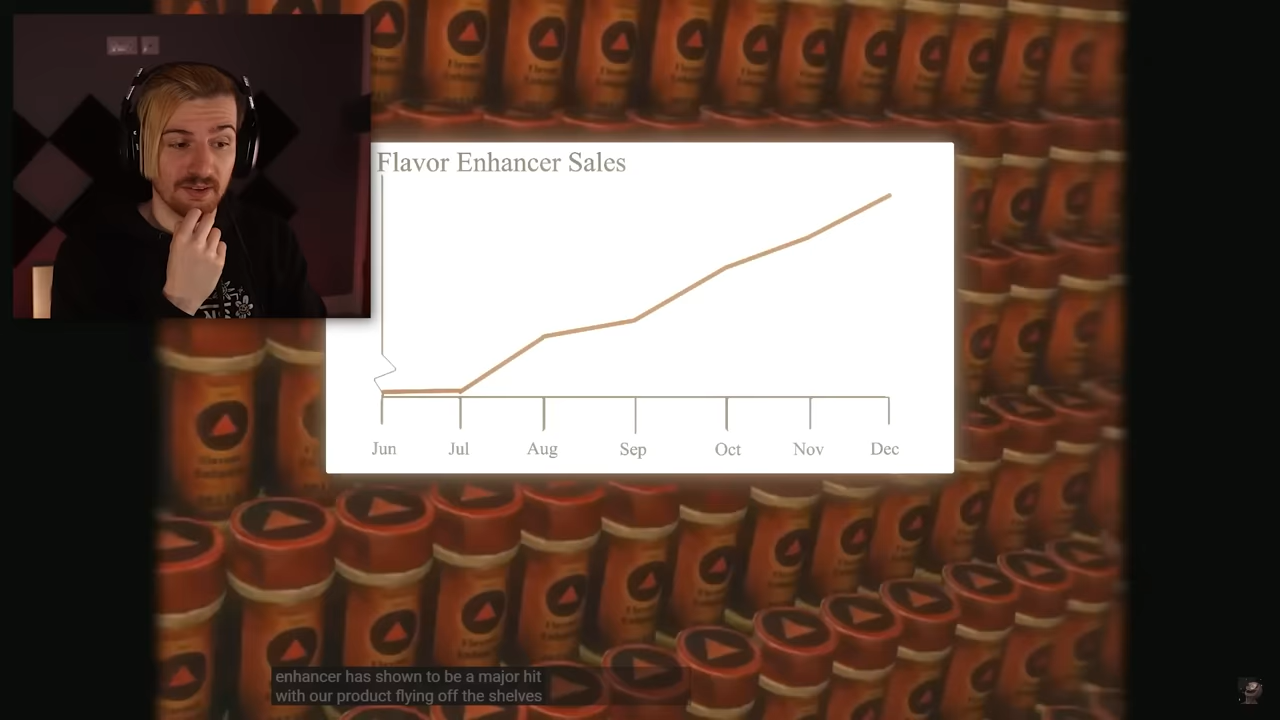 Flavor Enhancer Sales
Jun Jul Aug Sep Oct Nov Dec
enhancer has shown to be a major hit
with our product flying off the shelves